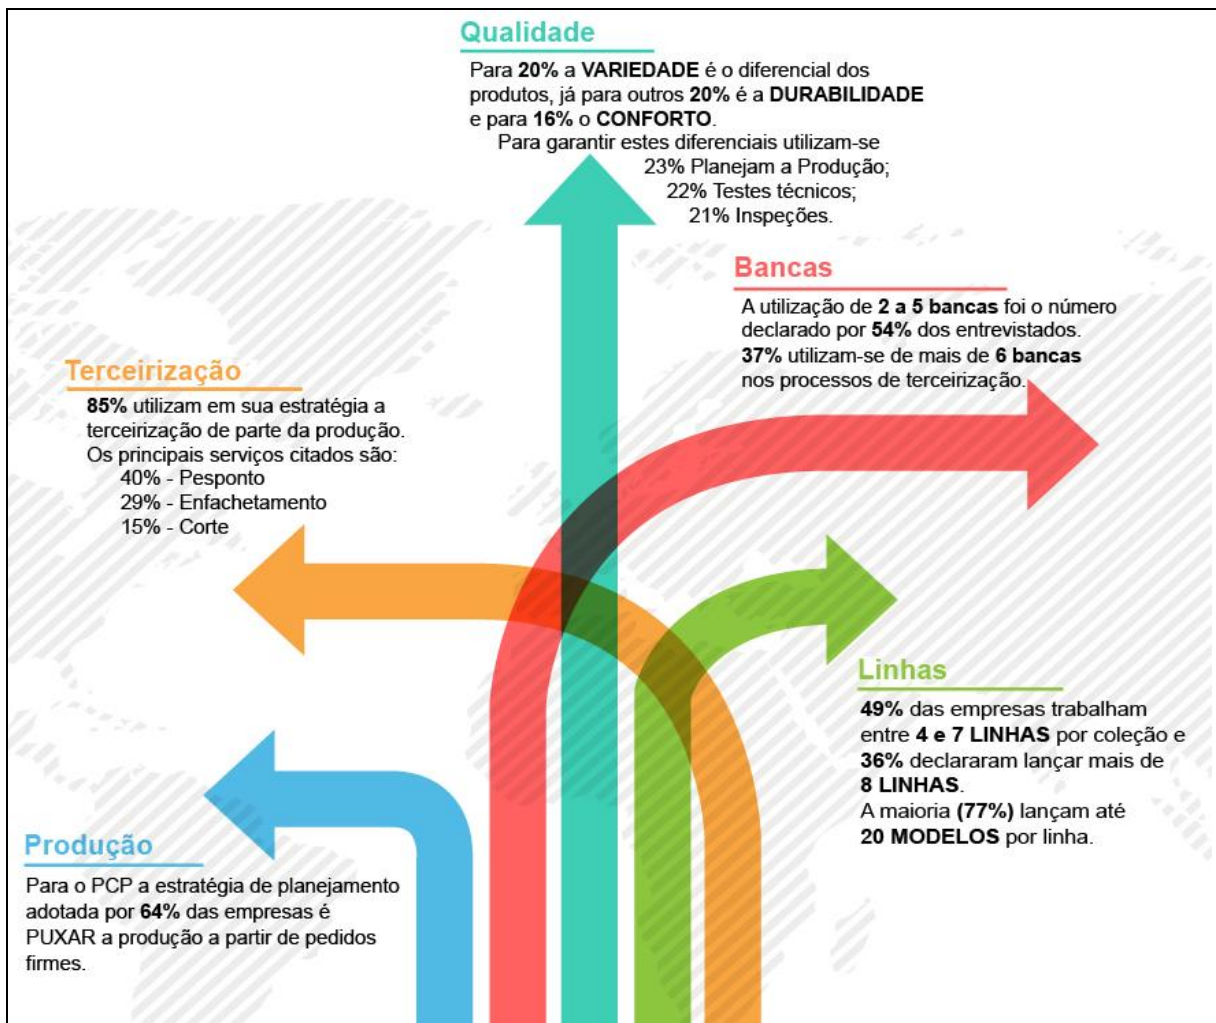 Qualidade
Para 20% a VARIEDADE é o diferencial dos
produtos, já para outros 20% é a DURABILIDADE
e para 16% o CONFORTO.
Para garantir estes diferenciais utilizam-se
23% Planejam a Produção;
22% Testes técnicos;
21% Inspeções.
Bancas
A utilização de 2 a 5 bancas foi o número
declarado por 54% dos entrevistados.
37% utilizam-se de mais de 6 bancas
nos processos de terceirização.
Terceirização
85% utilizam em sua estratégia a
terceirização de parte da produção.
Os principais serviços citados são:
40% - Pesponto
29% - Enfachetamento
15% - Corte
Linhas
49% das empresas trabalham
entre 4 e 7 LINHAS por coleção e
36% declararam lançar mais de
8 LINHAS.
A maioria (77%) lançam até
20 MODELOS por linha.
Produção
Para o PCP a estratégia de planejamento
adotada por 64% das empresas é
PUXAR a produção a partir de pedidos
firmes.